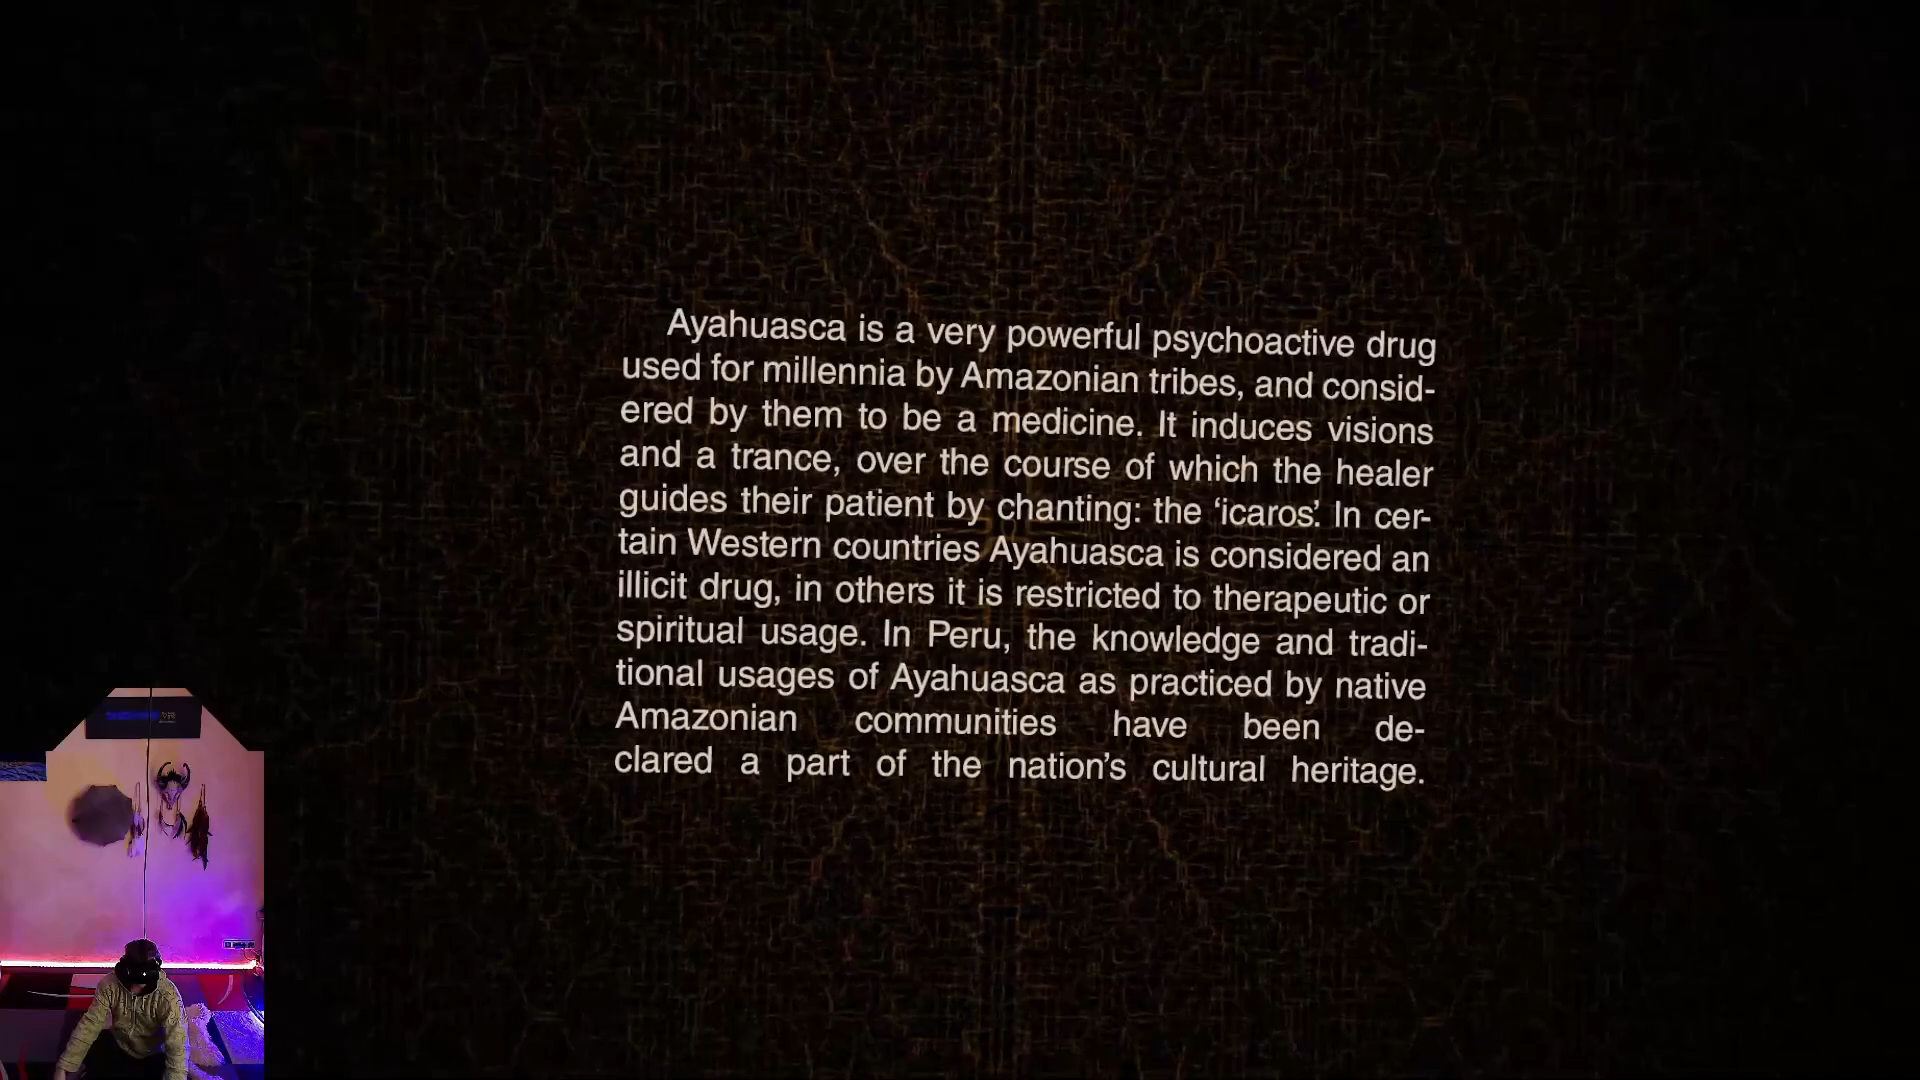 Ayahuasca is a very powerful psychoactive drug
used for millennia by Amazonian tribes, and consid-
ered by them to be a medicine. It induces visions
and a trance, over the course of which the healer
guides their patient by chanting: the ‘icaros’. In cer-
tain Western countries Ayahuasca is considered an
illicit drug, in others it is restricted to therapeutic or
spiritual usage. In Peru, the knowledge and tradi-
tional usages of Ayahuasca as practiced by native
Amazonian communities have been de-
clared a part of the nation’s cultural heritage.